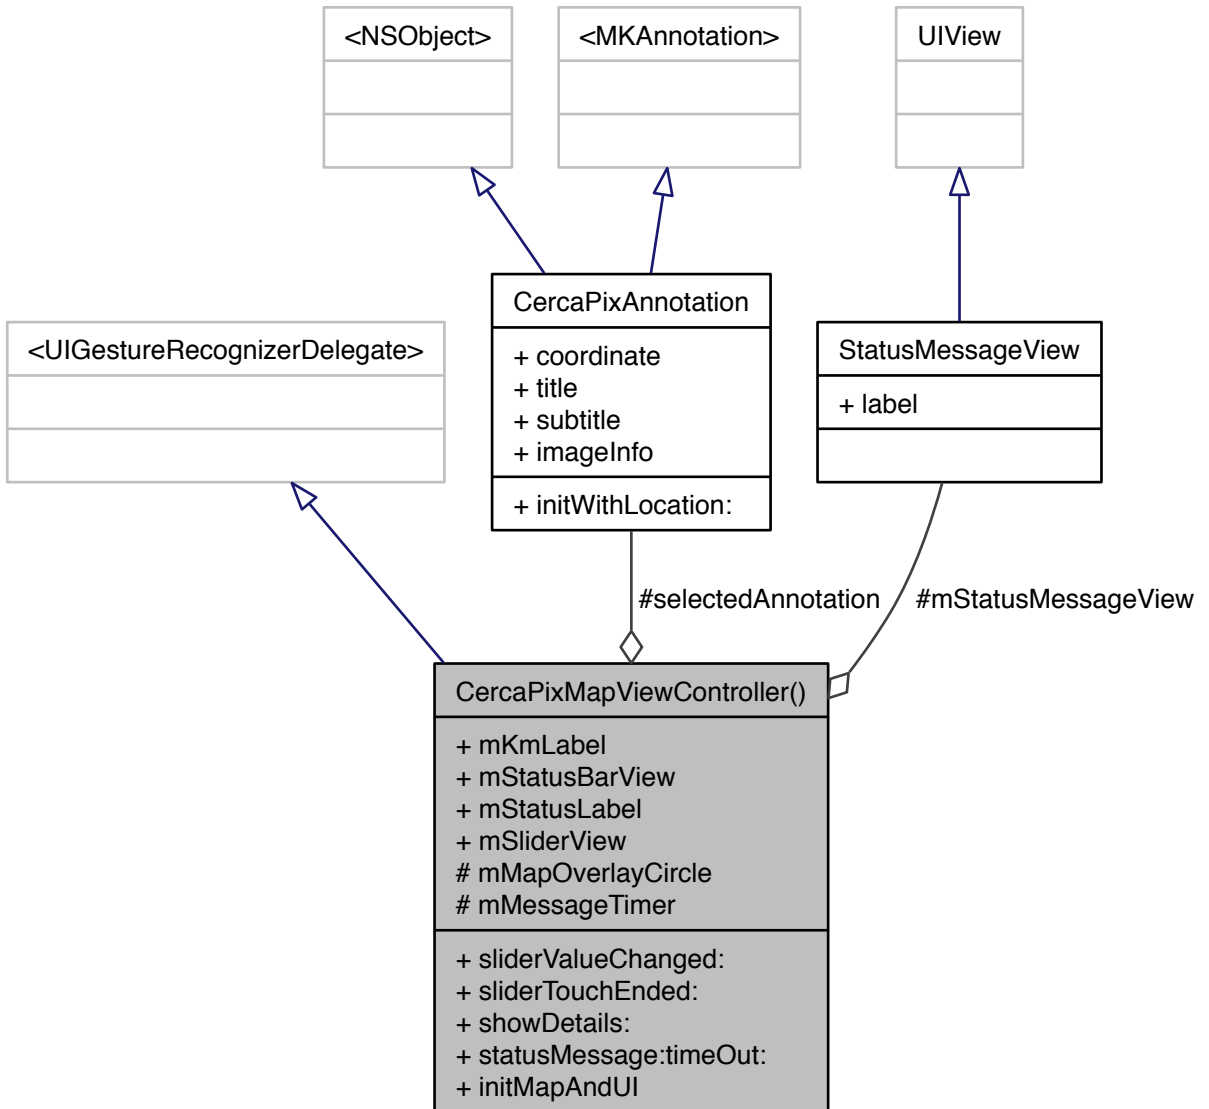 <NSObject>
<MKAnnotation>
UIView
CercaPixAnnotation
+ coordinate
+ title
+ subtitle
+ imageInfo
+ initWithLocation:
<UIGestureRecognizerDelegate>
StatusMessageView
+ label
#selectedAnnotation
#mStatusMessageView
CercaPixMapViewController()
+ mKmLabel
+ mStatusBarView
+ mStatusLabel
+ mSliderView
# mMapOverlayCircle
# mMessageTimer
+ sliderValueChanged:
+ sliderTouchEnded:
+ showDetails:
+ statusMessage:timeOut:
+ initMapAndUI